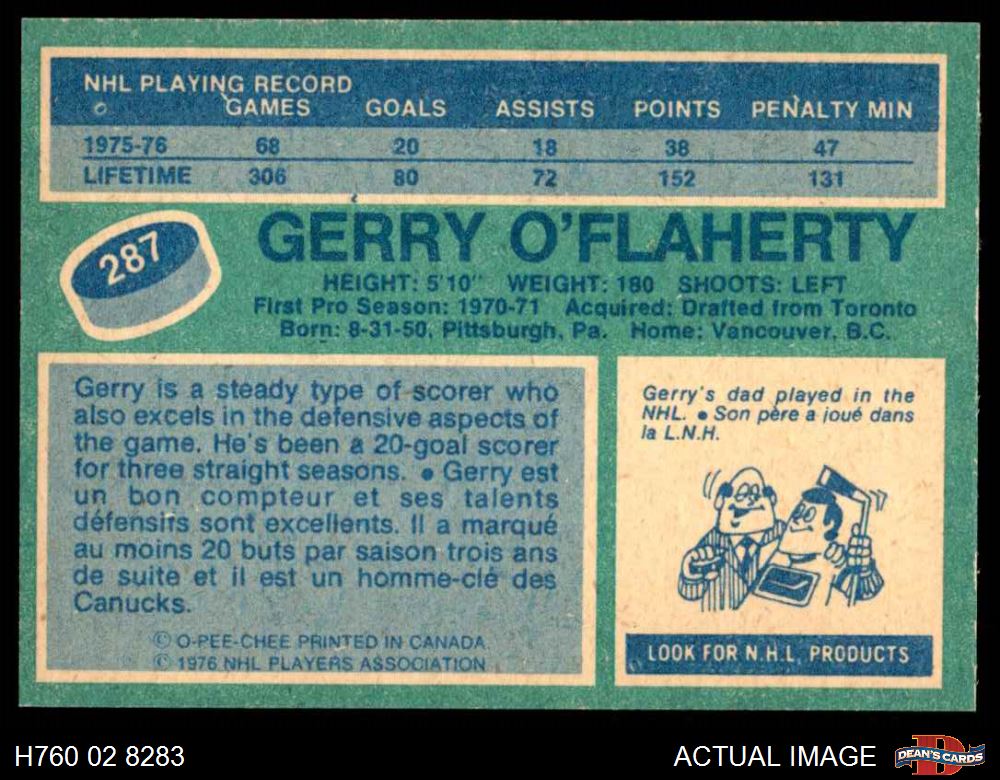 NHL PLAYING RECORD
GAMES GOALS ASSISTS POINTS PENALTY MIN
1975-76 68 20 18 38 47
LIFETIME 306 80 72 152 131
287
GERRY O'FLAHERTY
HEIGHT: 5'10" WEIGHT: 180 SHOOTS: LEFT
First Pro Season: 1970-71 Acquired: Drafted from Toronto
Born: 8-31-50, Pittsburgh, Pa. Home: Vancouver, B.C.
Gerry is a steady type of scorer who
also excels in the defensive aspects of
the game. He's been a 20-goal scorer
for three straight seasons. ● Gerry est
un bon compteur et ses talents
défensifs sont excellents. Il a marqué
au moins 20 buts par saison trois ans
de suite et il est un homme-clé des
Canucks.
© O-PEE-CHEE PRINTED IN CANADA
© 1976 NHL PLAYERS ASSOCIATION
Gerry's dad played in the
NHL. ● Son père a joué dans
la L.N.H.
LOOK FOR N.H.L. PRODUCTS
H760 02 8283
ACTUAL IMAGE
D
DEAN'S CARDS